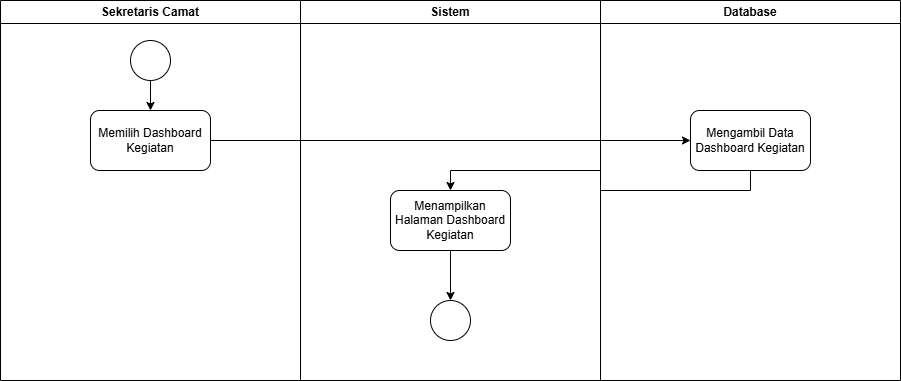 Sekretaris Camat
Sistem
Database
Memilih Dashboard
Kegiatan
Mengambil Data
Dashboard Kegiatan
Menampilkan
Halaman Dashboard
Kegiatan